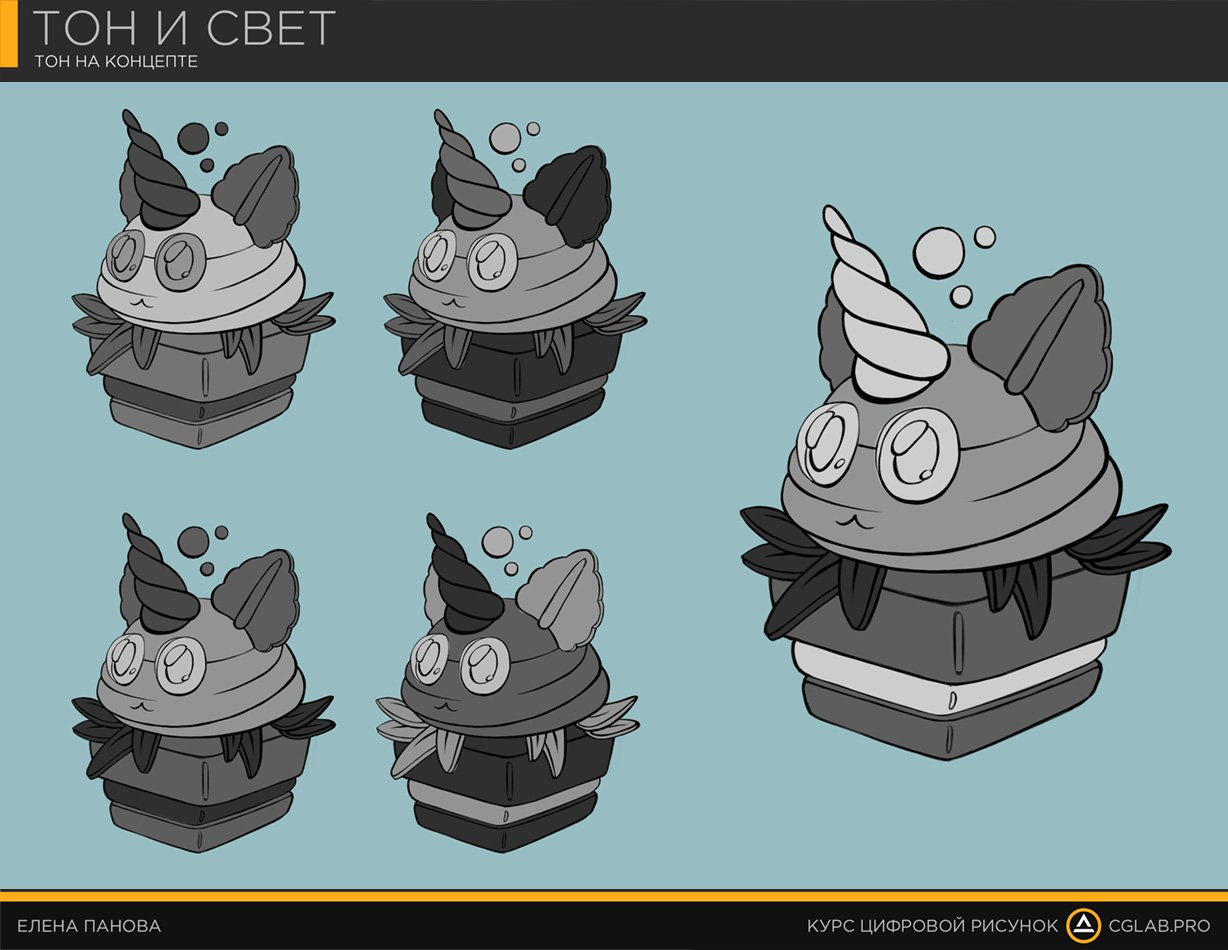 ТОН И СВЕТ
ТОН НА КОНЦЕПТЕ
ЕЛЕНА ПАНОВА
КУРС ЦИФРОВОЙ РИСУНОК CGLAB.PRO